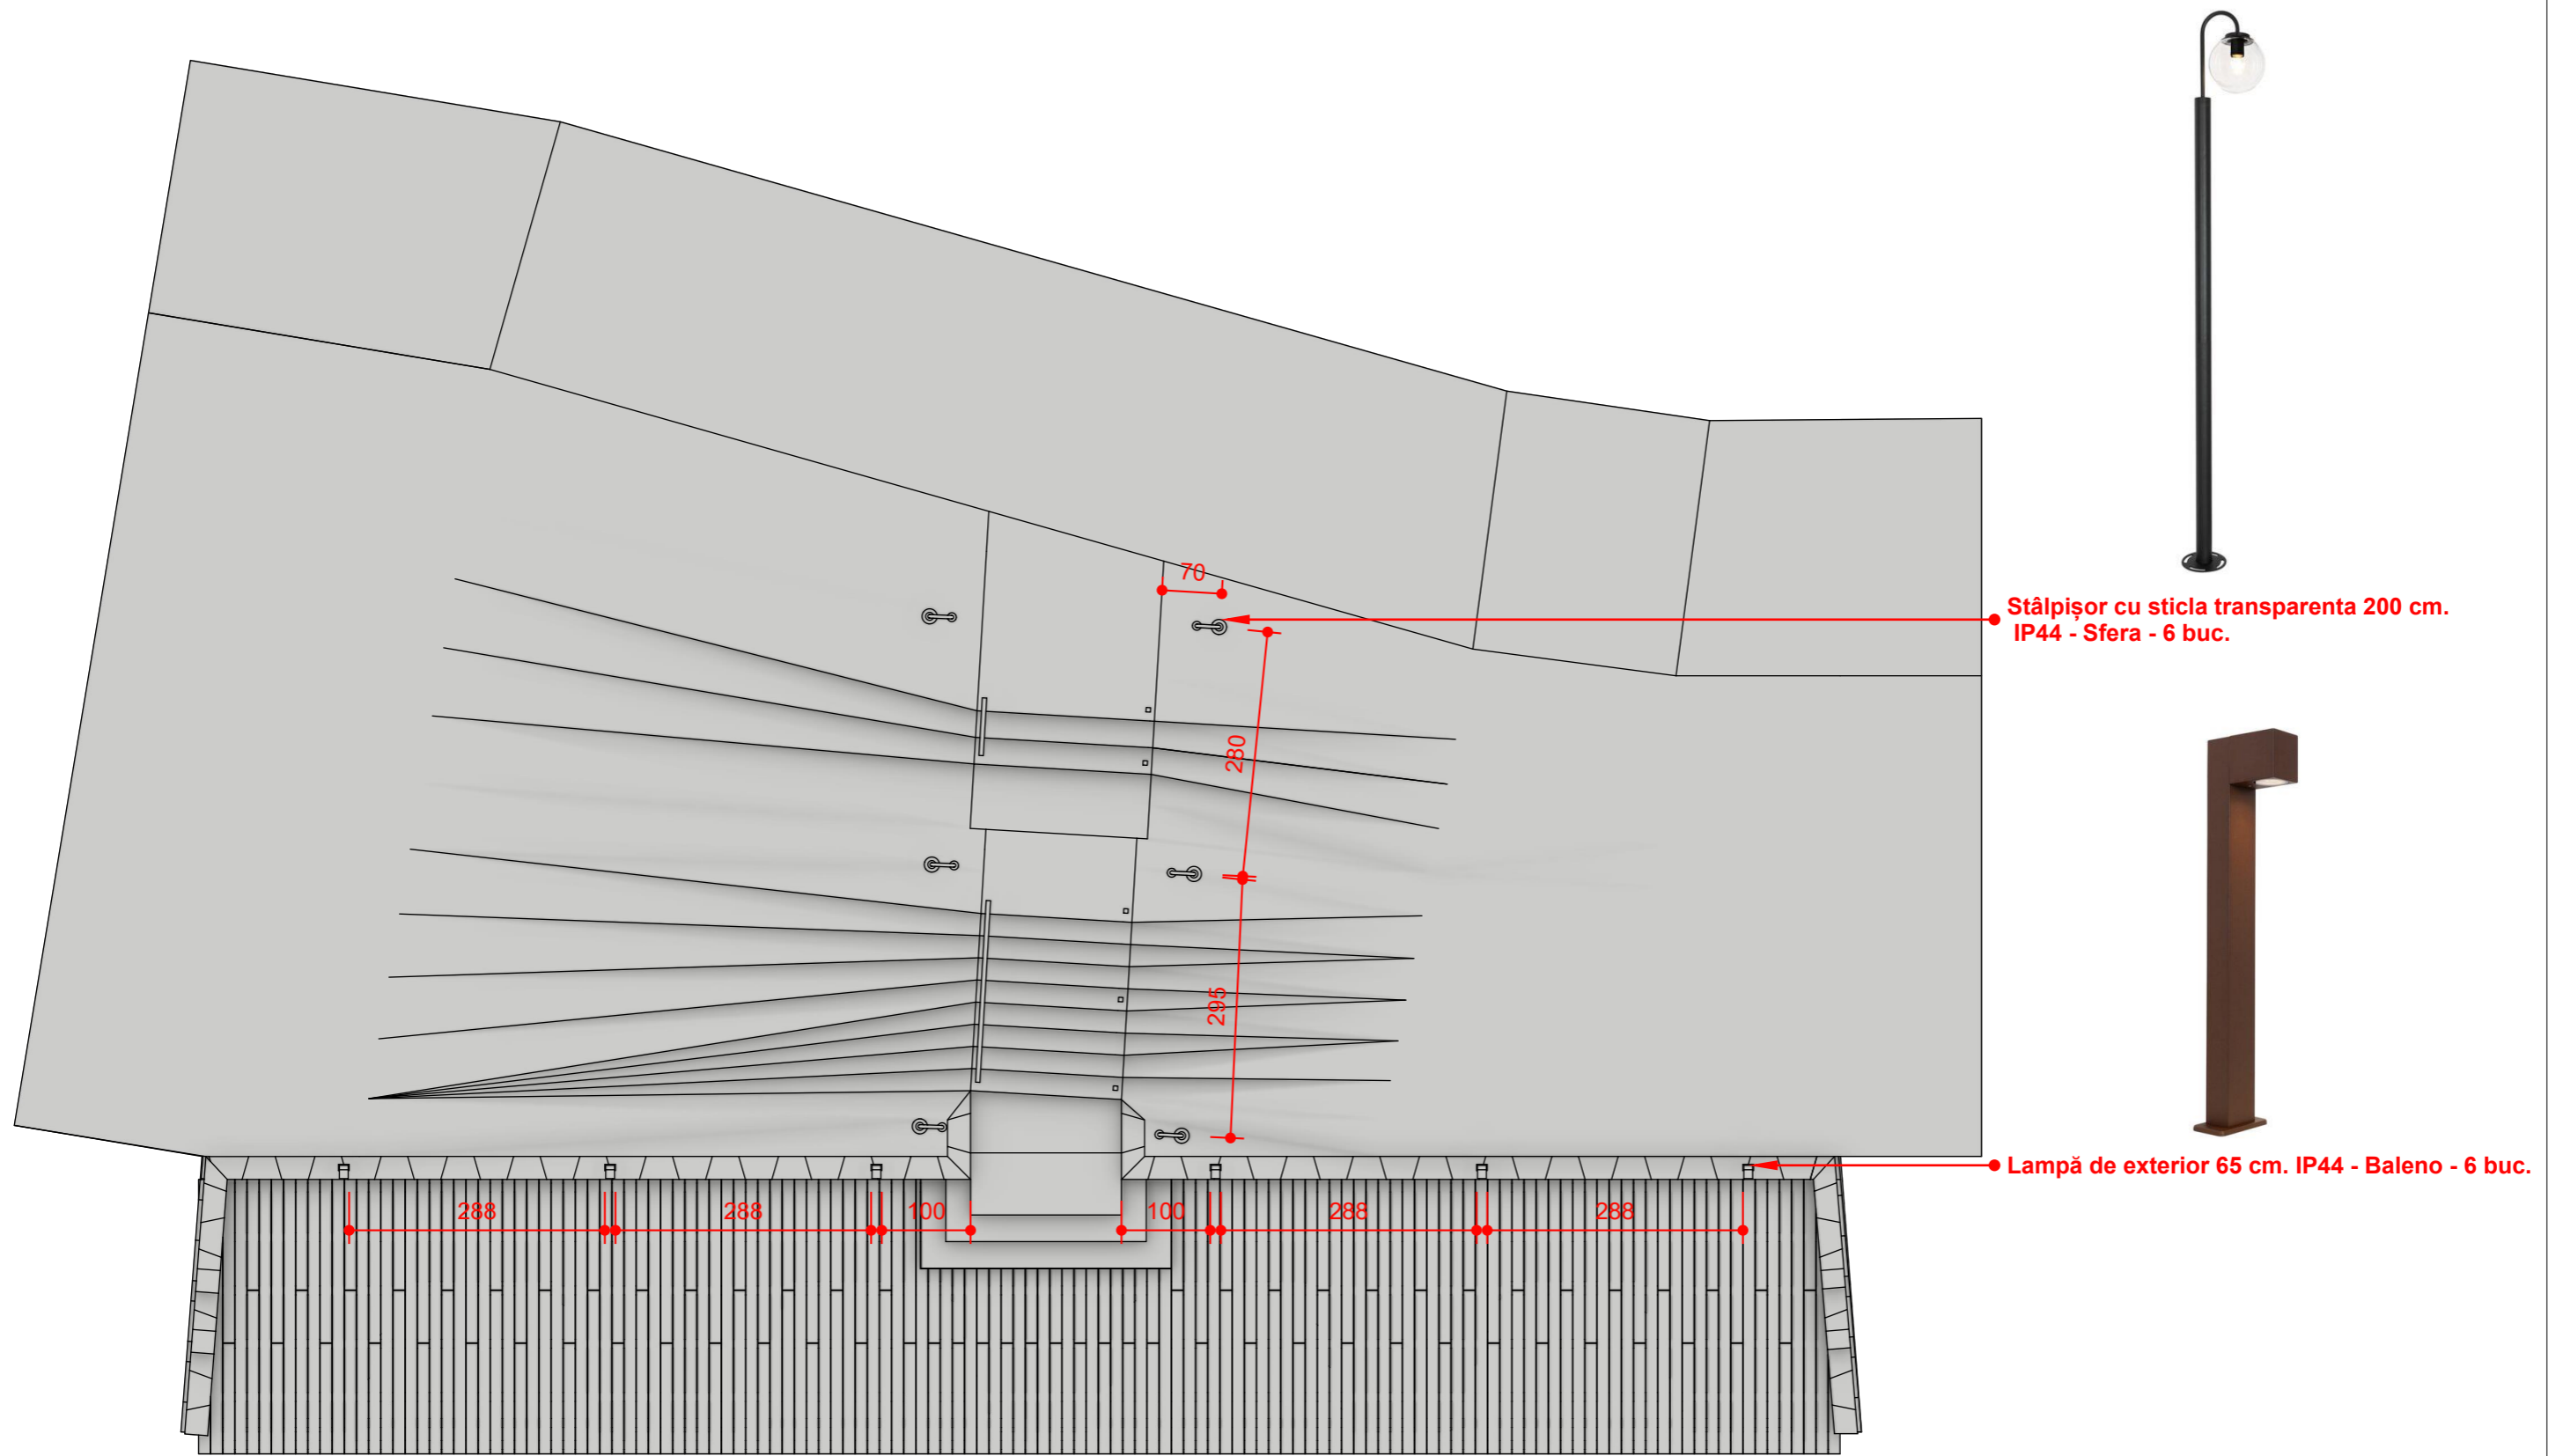 70
Stâlpișor cu sticla transparenta 200 cm.
IP44 - Sfera - 6 buc.
280
295
Lampă de exterior 65 cm. IP44 - Baleno - 6 buc.
288 288 100 100 288 288